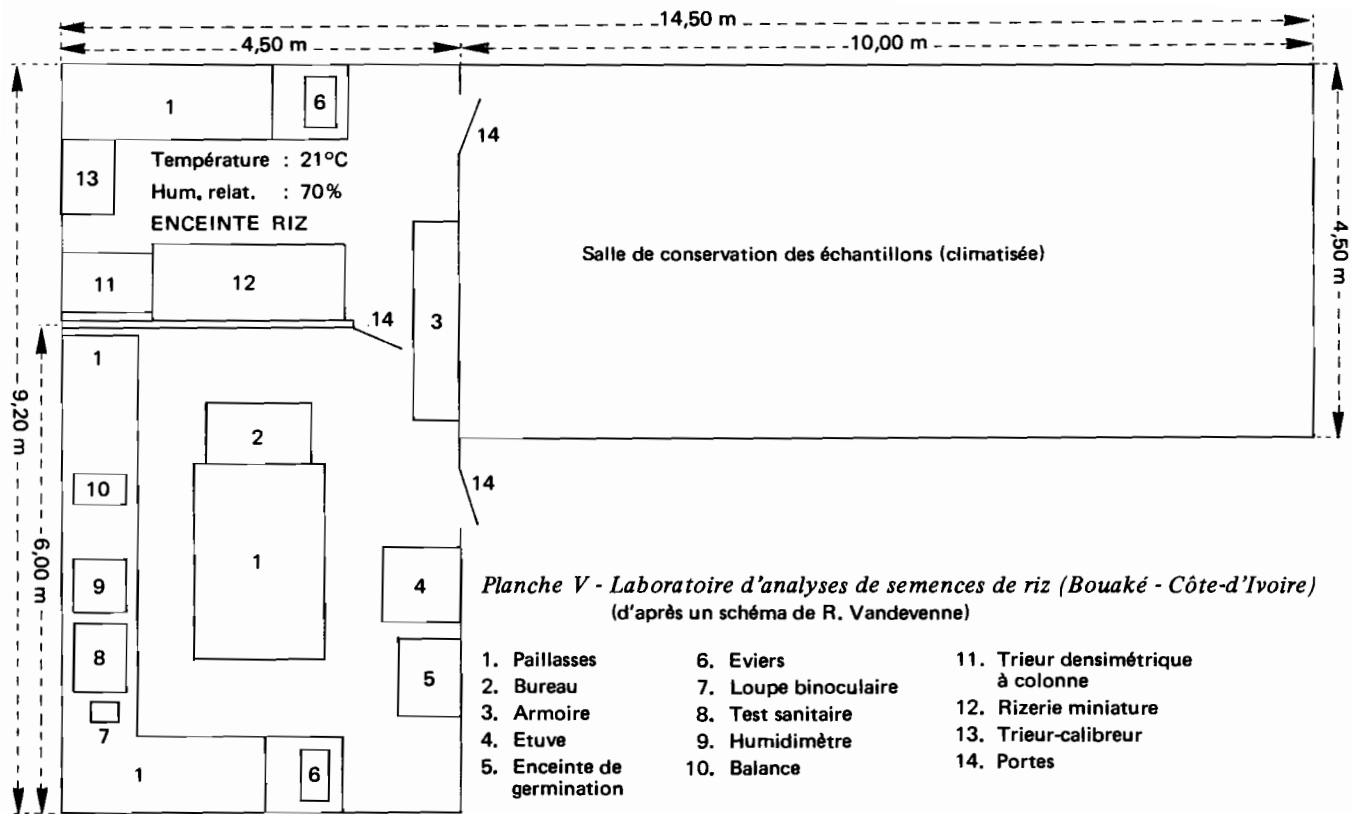 14,50 m
4,50 m
10,00 m
1
6
14
13
Température : 21°C
Hum. relat. : 70%
ENCEINTE RIZ
Salle de conservation des échantillons (climatisée)
4,50 m
11
12
14
3
1
9,20 m
2
10
14
6,00 m
9
1
4
8
5
7
1
6
Planche V - Laboratoire d'analyses de semences de riz (Bouaké - Côte-d'Ivoire)
(d'après un schéma de R. Vandevenne)
1. Paillasses
2. Bureau
3. Armoire
4. Etuve
5. Enceinte de
germination
6. Eviers
7. Loupe binoculaire
8. Test sanitaire
9. Humidimètre
10. Balance
11. Trieur densimétrique
à colonne
12. Rizerie miniature
13. Trieur-calibreur
14. Portes